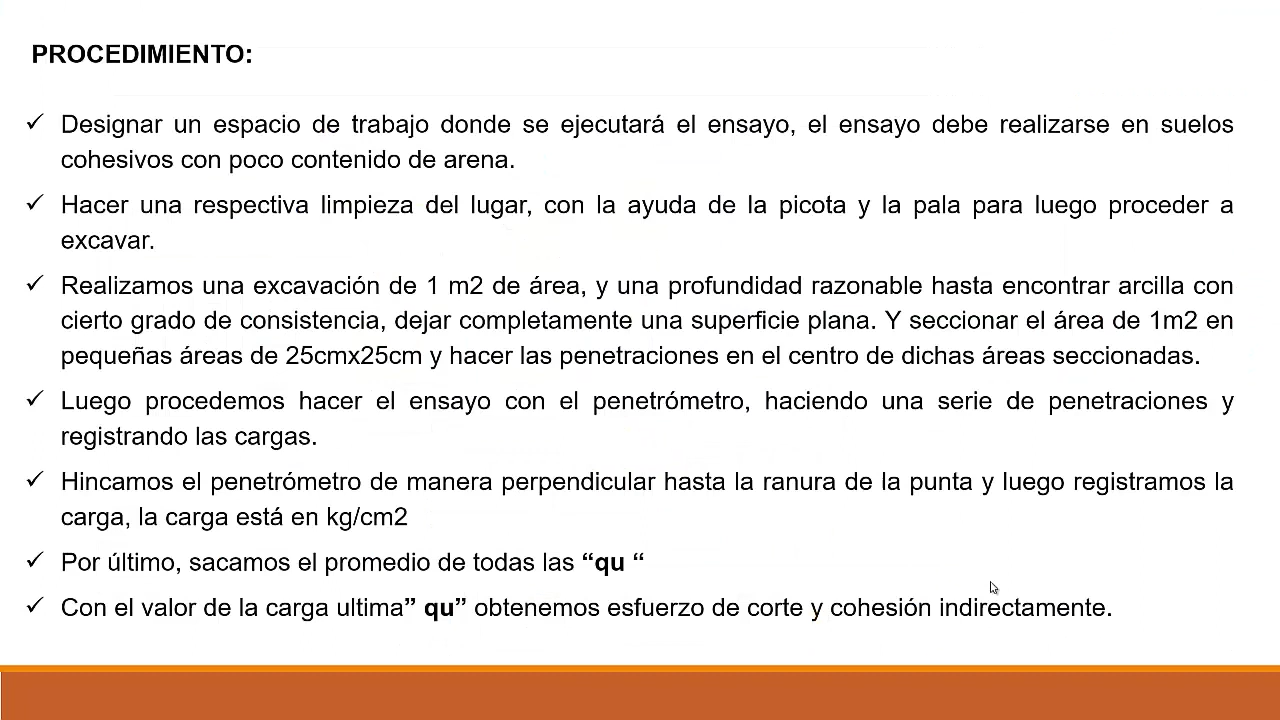 PROCEDIMIENTO:
✓ Designar un espacio de trabajo donde se ejecutará el ensayo, el ensayo debe realizarse en suelos
cohesivos con poco contenido de arena.
✓ Hacer una respectiva limpieza del lugar, con la ayuda de la picota y la pala para luego proceder a
excavar.
✓ Realizamos una excavación de 1 m2 de área, y una profundidad razonable hasta encontrar arcilla con
cierto grado de consistencia, dejar completamente una superficie plana. Y seccionar el área de 1m2 en
pequeñas áreas de 25cmx25cm y hacer las penetraciones en el centro de dichas áreas seccionadas.
✓ Luego procedemos hacer el ensayo con el penetrómetro, haciendo una serie de penetraciones y
registrando las cargas.
✓ Hincamos el penetrómetro de manera perpendicular hasta la ranura de la punta y luego registramos la
carga, la carga está en kg/cm2
✓ Por último, sacamos el promedio de todas las “qu “
✓ Con el valor de la carga ultima” qu” obtenemos esfuerzo de corte y cohesión indirectamente.